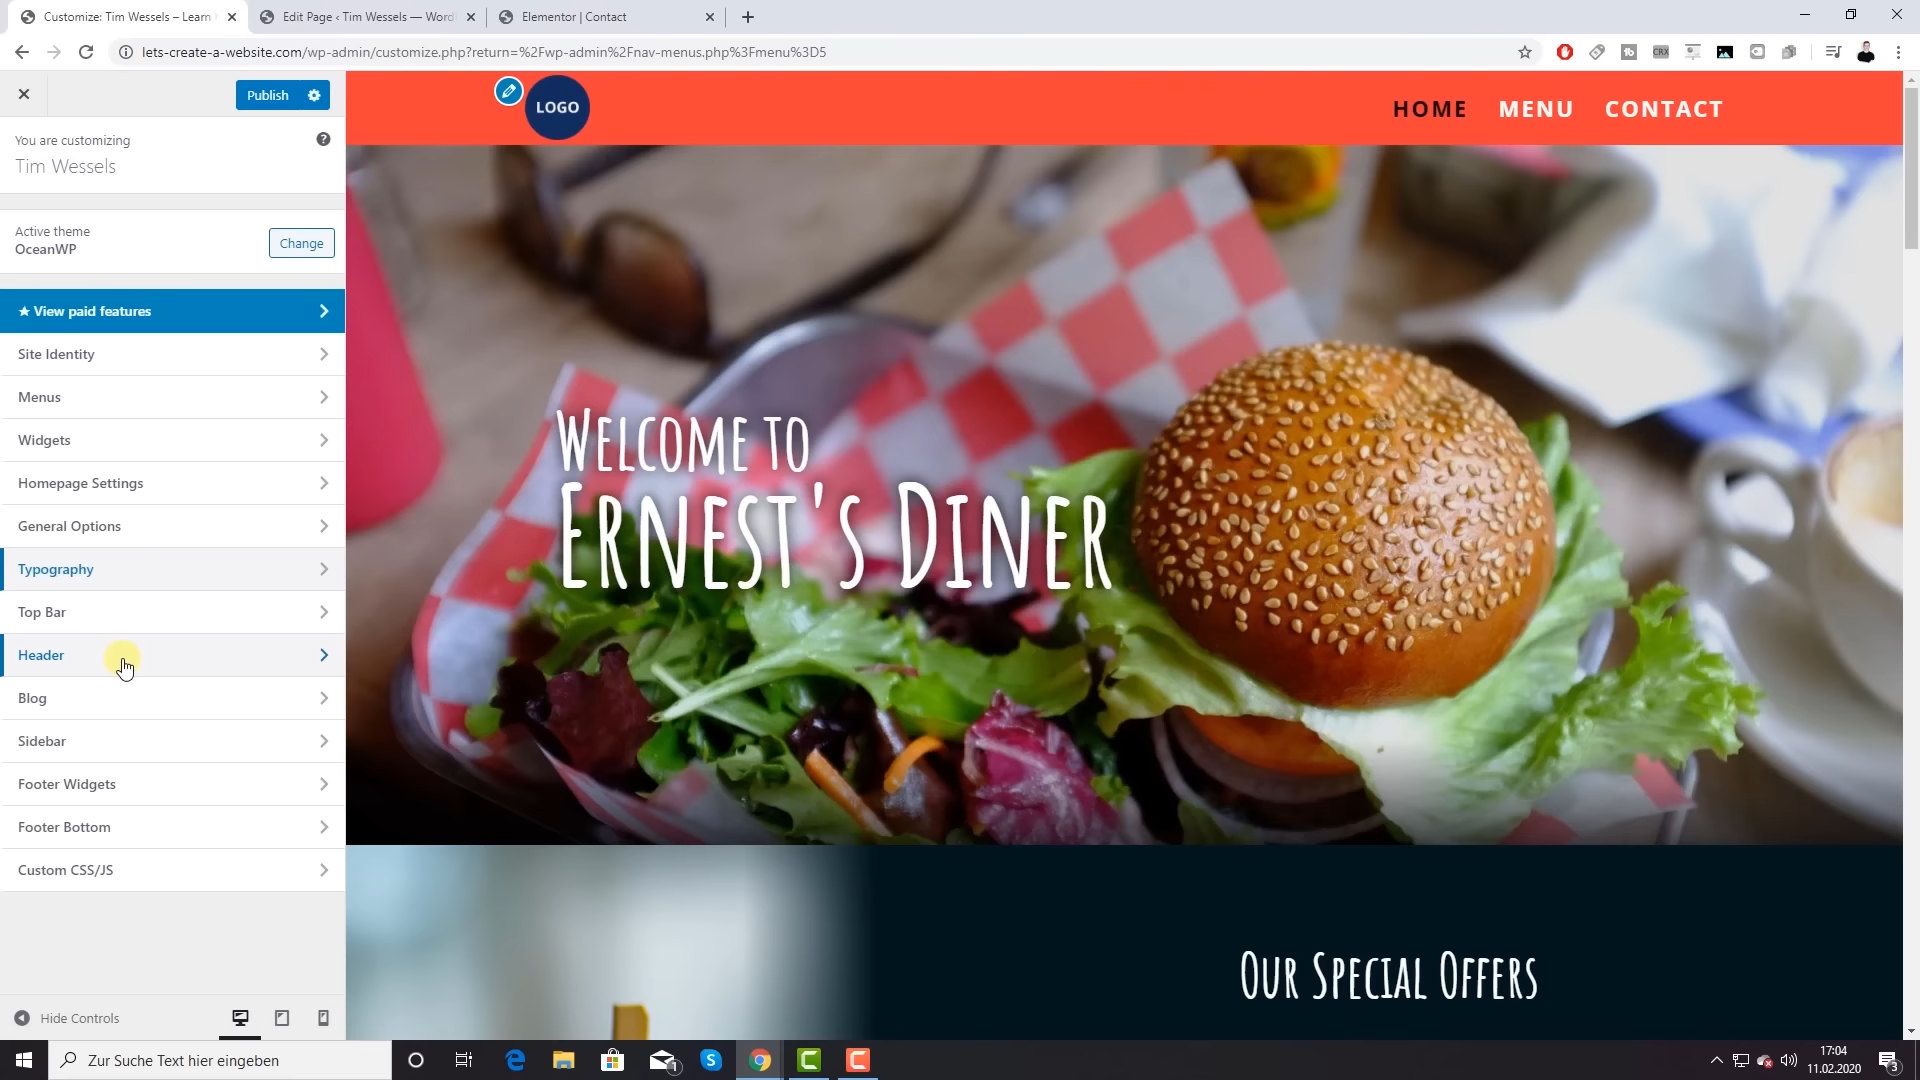 Customize: Tim Wessels – Learn
Edit Page ‹ Tim Wessels — Word
Elementor | Contact
lets-create-a-website.com/wp-admin/customize.php?return=%2Fwp-admin%2Fnav-menus.php%3Fmenu%3D5
Publish
You are customizing
Tim Wessels
Active theme
OceanWP
Change
★ View paid features
Site Identity
Menus
Widgets
Homepage Settings
General Options
Typography
Top Bar
Header
Blog
Sidebar
Footer Widgets
Footer Bottom
Custom CSS/JS
Hide Controls
LOGO
HOME MENU CONTACT
Welcome to
Ernest's Diner
Our Special Offers
Zur Suche Text hier eingeben
1
17:04
11.02.2020
3